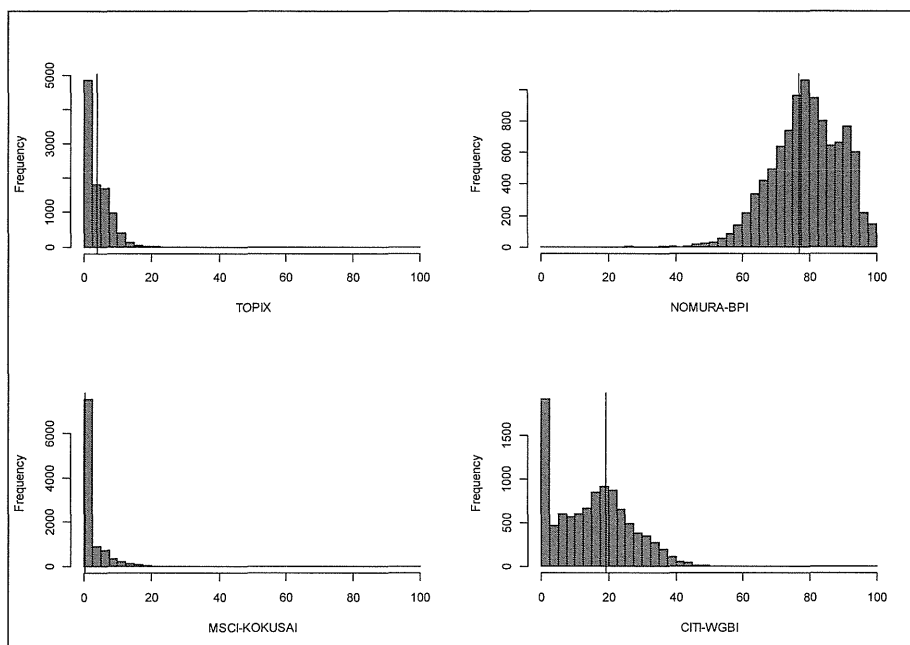 5000
3000
1000
0
Frequency
0 20 40 60 80 100
TOPIX
800
600
400
200
0
Frequency
0 20 40 60 80 100
NOMURA-BPI
6000
4000
2000
0
Frequency
0 20 40 60 80 100
MSCI-KOKUSAI
1500
1000
500
0
Frequency
0 20 40 60 80 100
CITI-WGBI